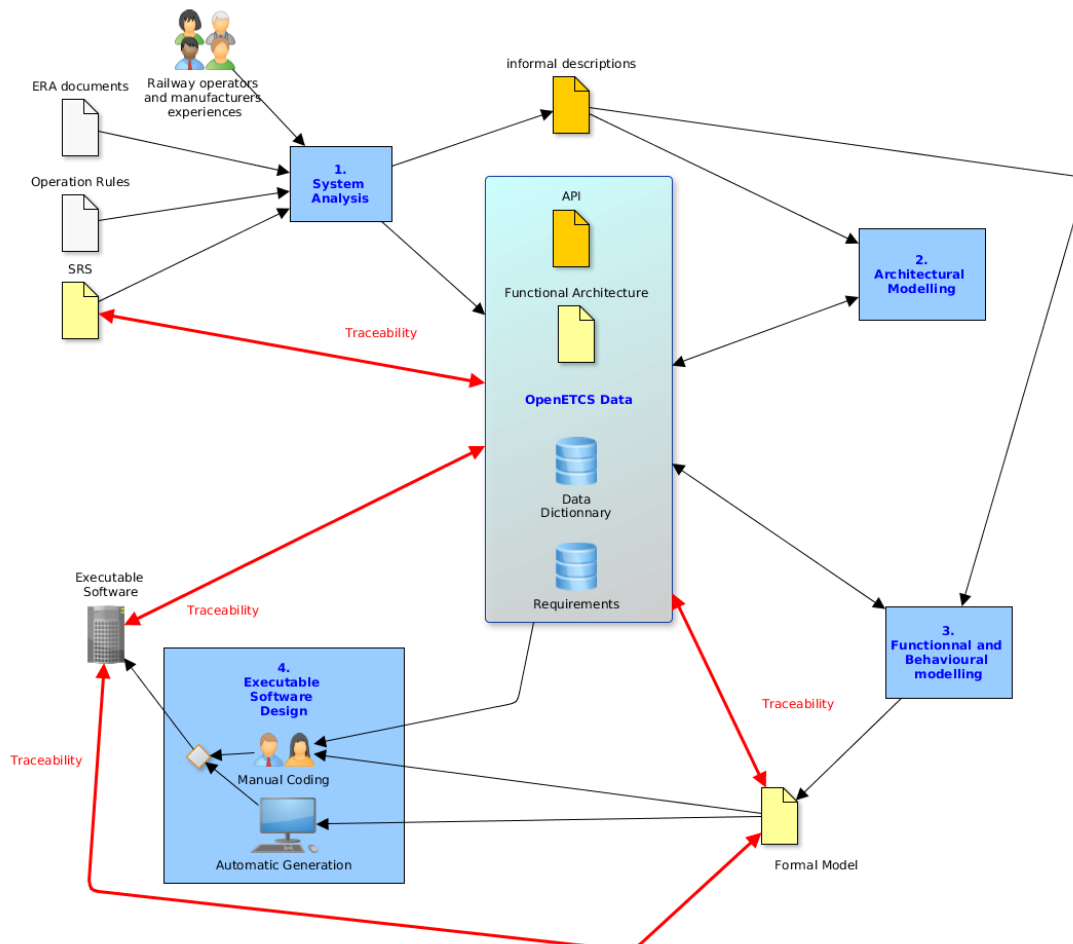 ERA documents
Railway operators
and manufacturers
experiences
informal descriptions
1.
System
Analysis
Operation Rules
API
SRS
2.
Architectural
Modelling
Functional Architecture
Traceability
OpenETCS Data
Data
Dictionnary
Executable
Software
Requirements
Traceability
3.
Functionnal and
Behavioural
modelling
4.
Executable
Software
Design
Traceability
Traceability
Manual Coding
Automatic Generation
Formal Model